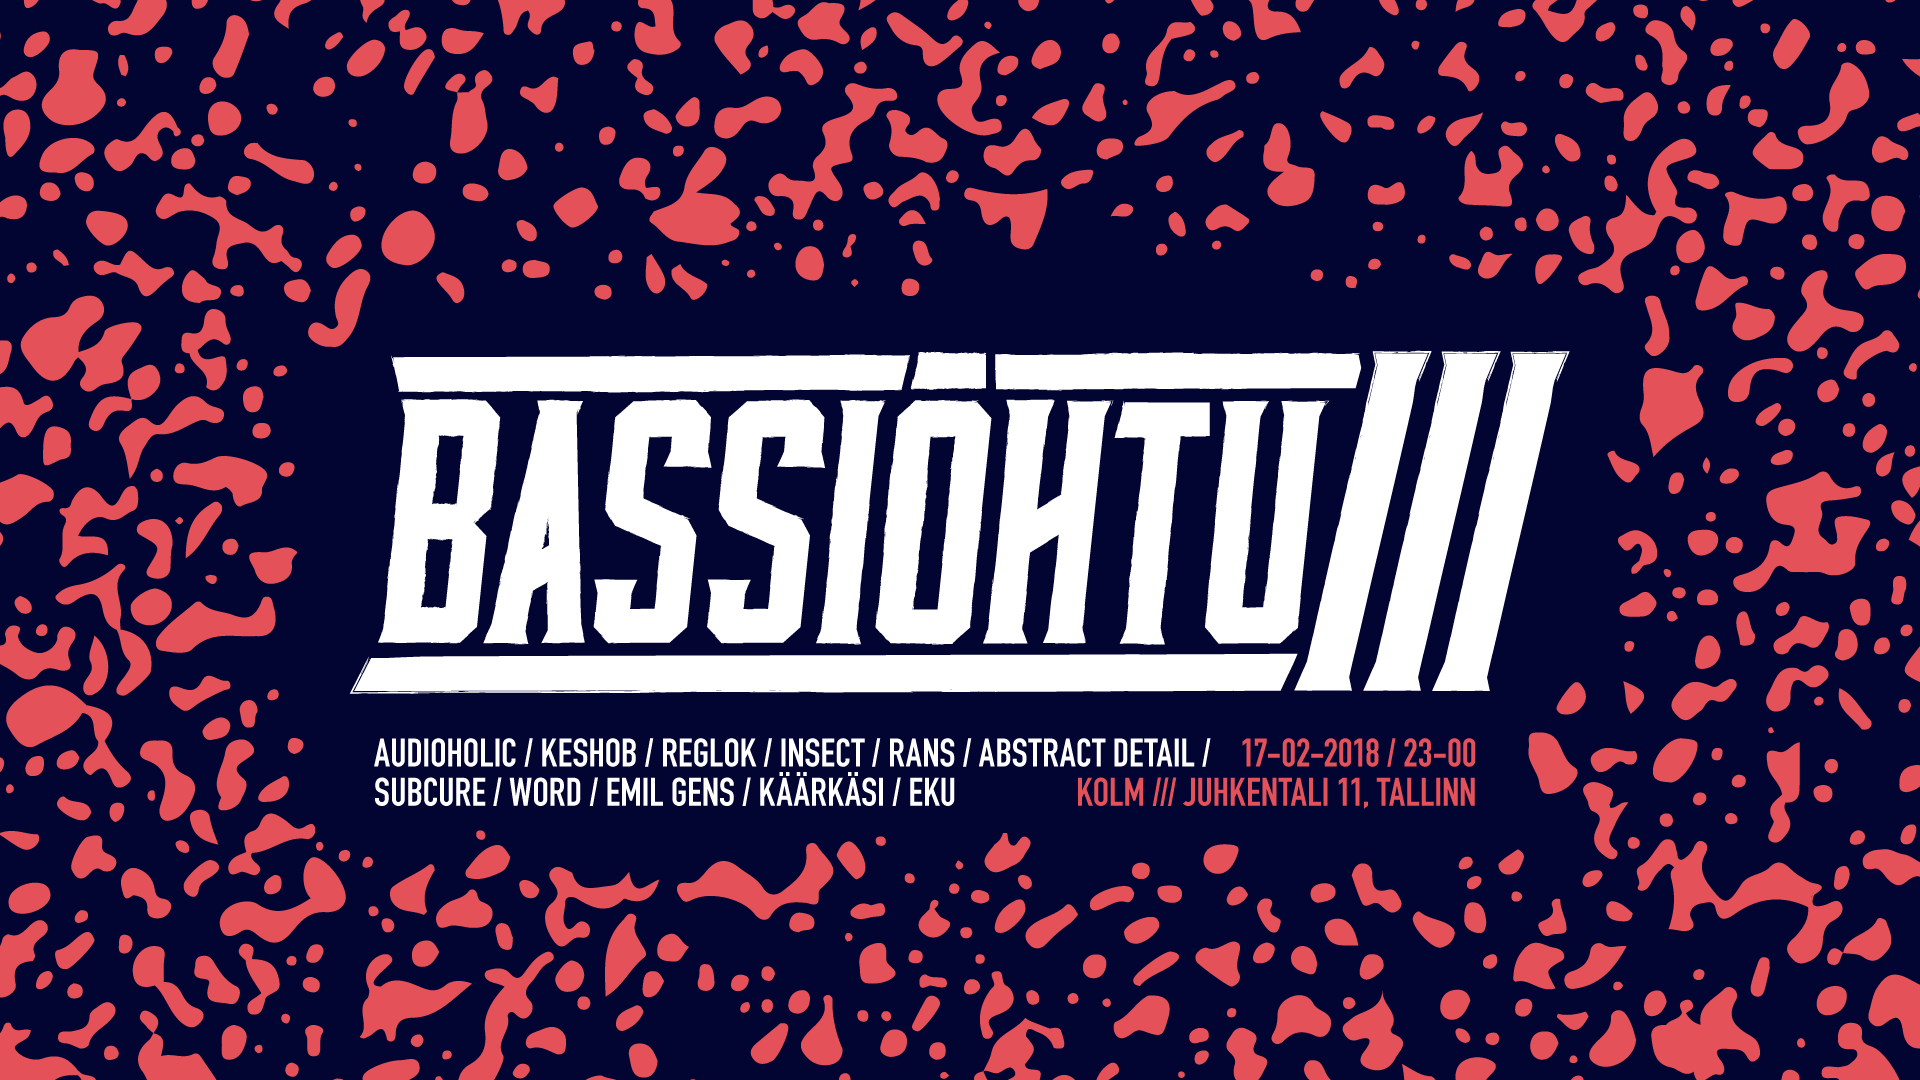 BASSIÖHTU///
AUDIOHOLIC / KESHOB / REGLOK / INSECT / RANS / ABSTRACT DETAIL /
SUBCURE / WORD / EMIL GENS / KÄÄRKÄSI / EKU
17-02-2018 / 23-00
KOLM /// JUHKENTALI 11, TALLINN